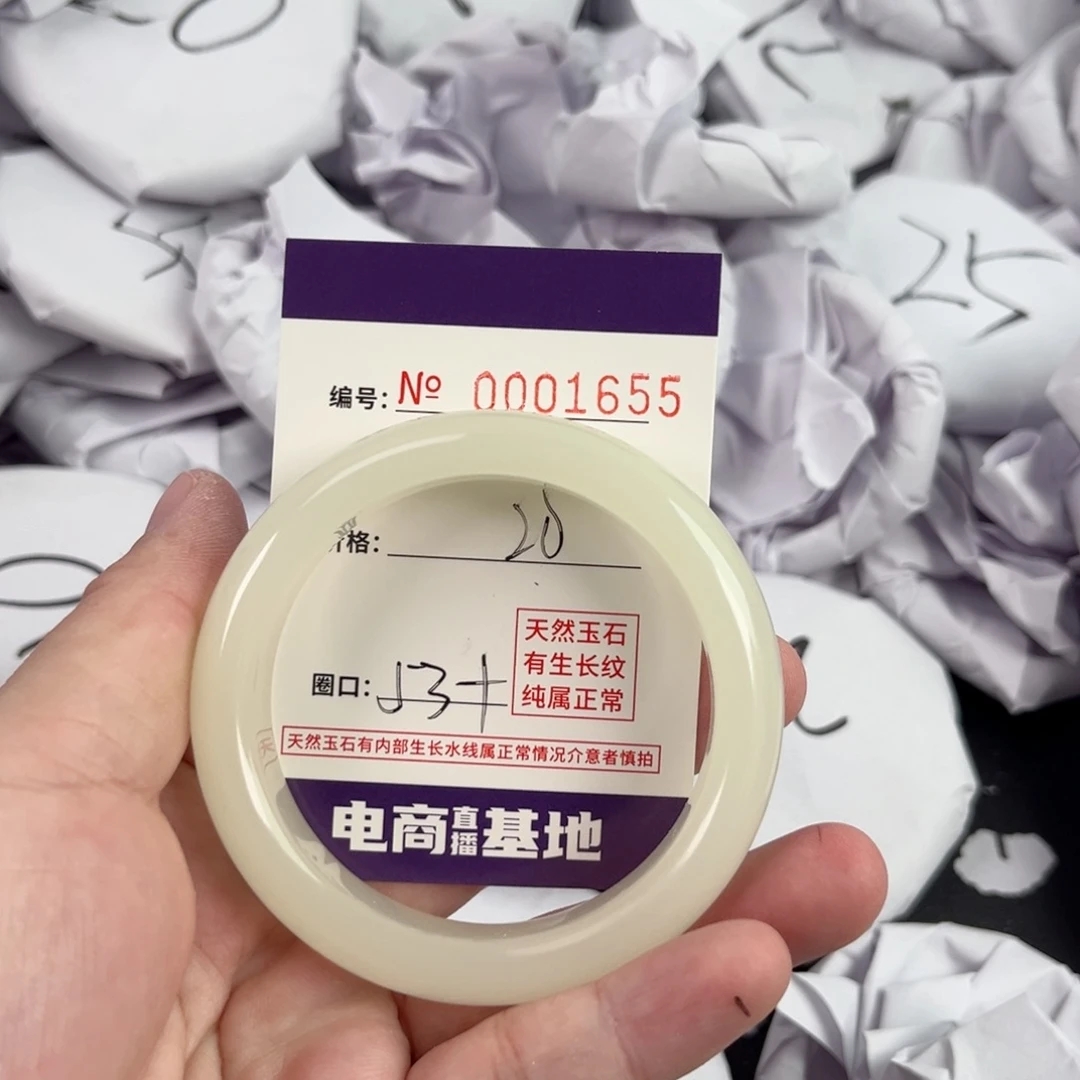 25
编号: № 0001655
格: 20
天然玉石
有生长纹
纯属正常
圈口: 53+
天然玉石有内部生长水线属正常情况介意者慎拍
电商直播基地